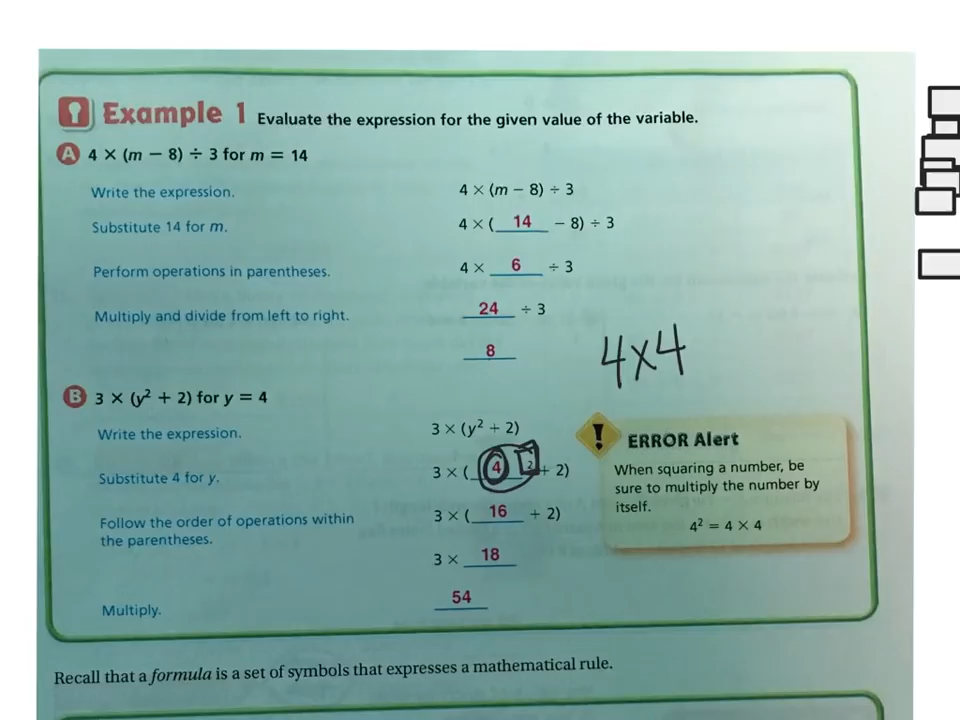 Example 1 Evaluate the expression for the given value of the variable.
A 4 × (m − 8) ÷ 3 for m = 14
Write the expression. 4 × (m − 8) ÷ 3
Substitute 14 for m. 4 × ( 14 − 8) ÷ 3
Perform operations in parentheses. 4 × 6 ÷ 3
Multiply and divide from left to right. 24 ÷ 3
8
4x4
B 3 × (y² + 2) for y = 4
Write the expression. 3 × (y² + 2)
Substitute 4 for y. 3 × ( 4 ² + 2)
Follow the order of operations within
the parentheses.
3 × ( 16 + 2)
3 × 18
Multiply. 54
! ERROR Alert
When squaring a number, be
sure to multiply the number by
itself.
4² = 4 × 4
Recall that a formula is a set of symbols that expresses a mathematical rule.